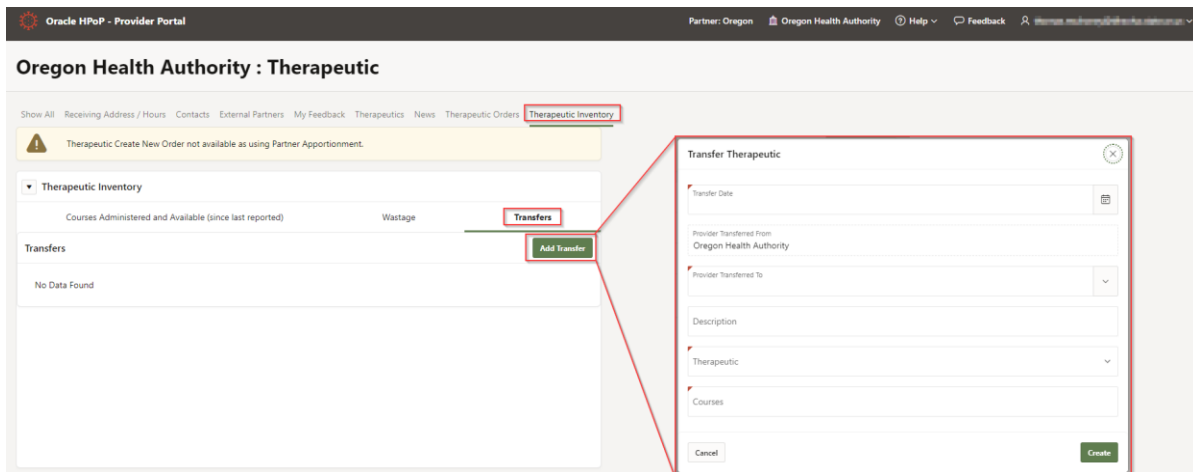 Oracle HPoP - Provider Portal Partner: Oregon Oregon Health Authority Help Feedback
Oregon Health Authority : Therapeutic
Show All Receiving Address / Hours Contacts External Partners My Feedback Therapeutics News Therapeutic Orders Therapeutic Inventory
Therapeutic Create New Order not available as using Partner Apportionment.
Therapeutic Inventory
Courses Administered and Available (since last reported) Wastage Transfers
Transfers Add Transfer
No Data Found
Transfer Therapeutic
Transfer Date
Provider Transferred From
Oregon Health Authority
Provider Transferred To
Description
Therapeutic
Courses
Cancel Create